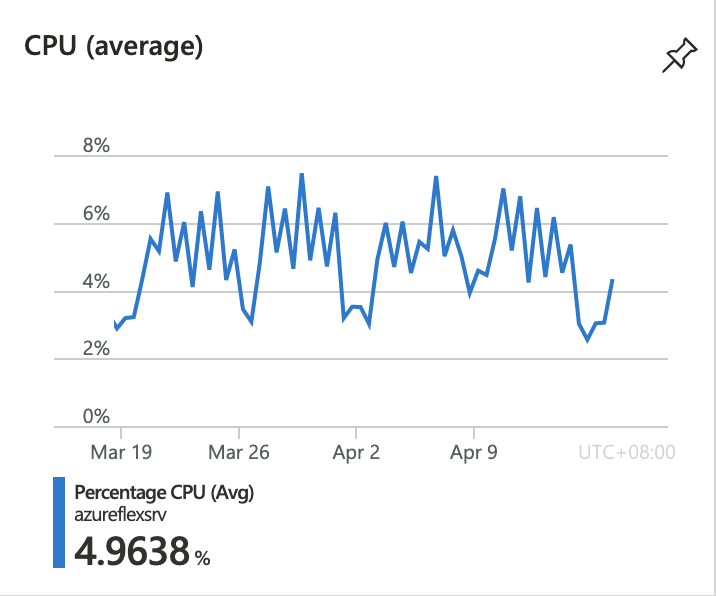 CPU (average)
8%
6%
4%
2%
0%
Mar 19 Mar 26 Apr 2 Apr 9 UTC+08:00
Percentage CPU (Avg)
azureflexsrv
4.9638 %